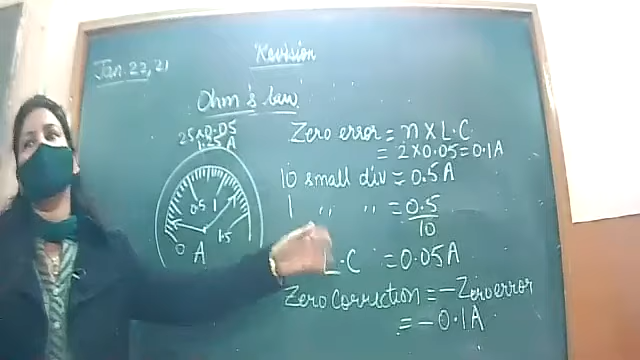 Revision
Jan. 22, 21
Ohm's law
25×0.05
1.25 A
0 0.5 1 1.5
A
Zero error = n × L.C
= 2×0.05=0.1A
10 small div = 0.5A
1 " " = 0.5
10
L.C = 0.05A
Zero correction = -Zero error
= -0.1A